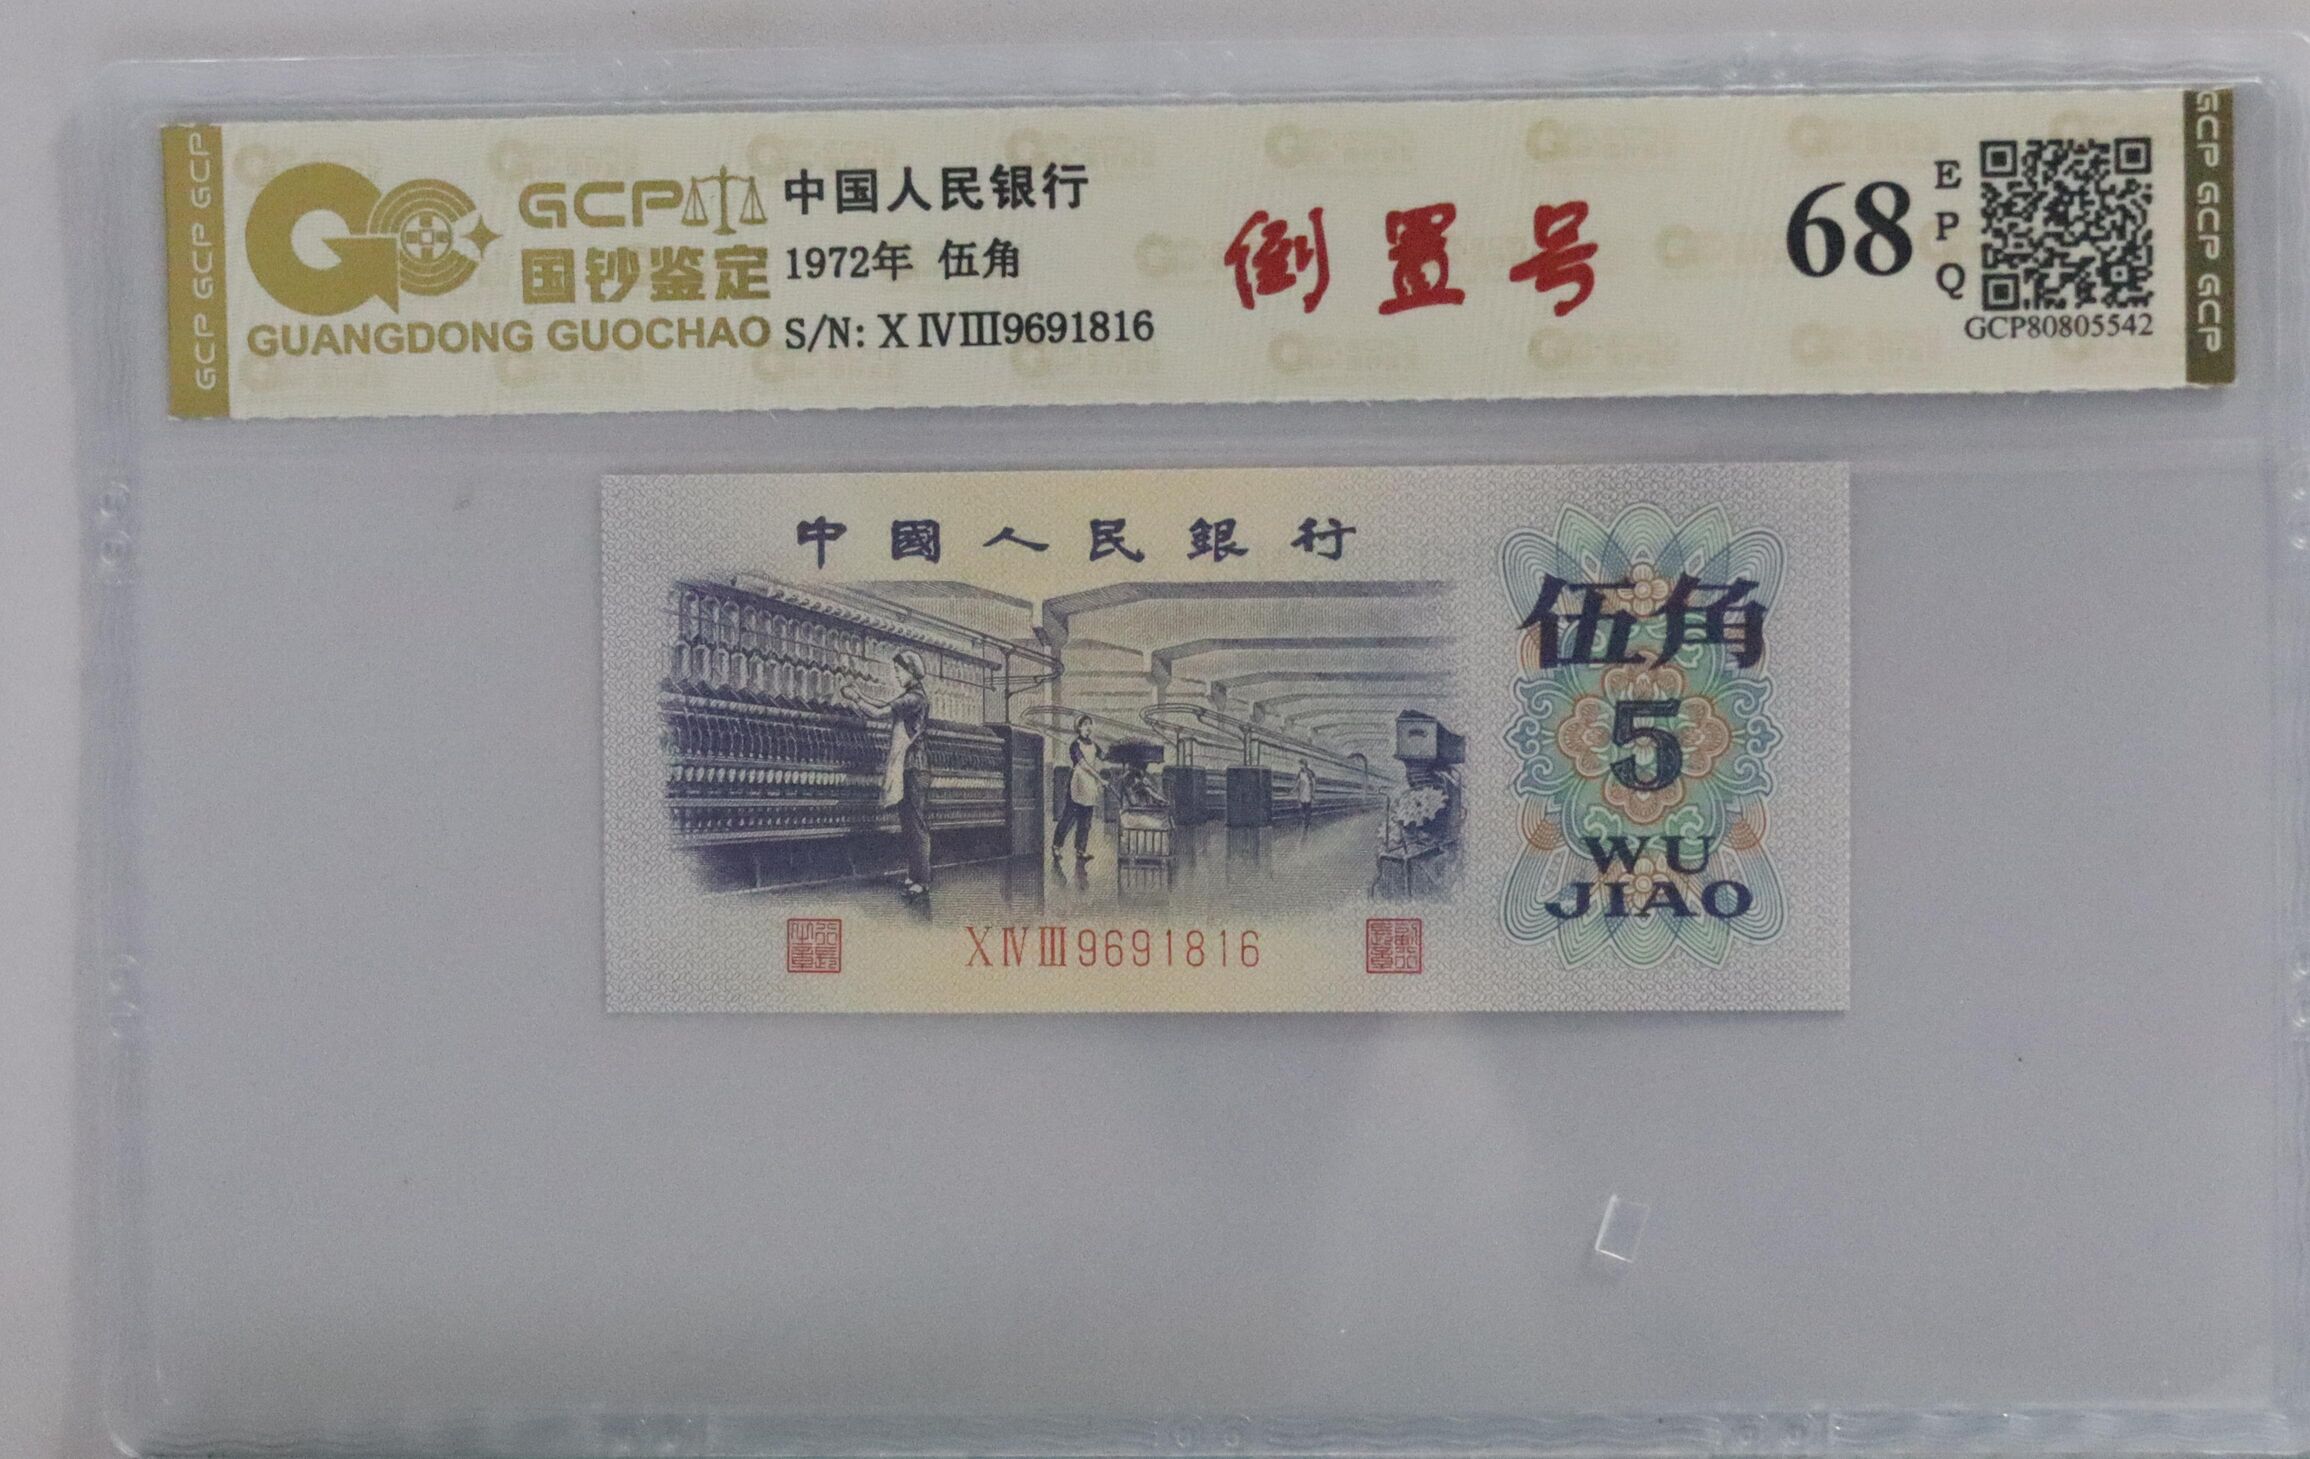 GCP GCP GCP
GCP
国钞鉴定
GUANGDONG GUOCHAO
中国人民银行
1972年 伍角
S/N: X IV III 9691816
倒置号
68
E
P
Q
GCP80805542
GCP GCP GCP
中國人民銀行
伍角
5
WU
JIAO
X IV III 9691816